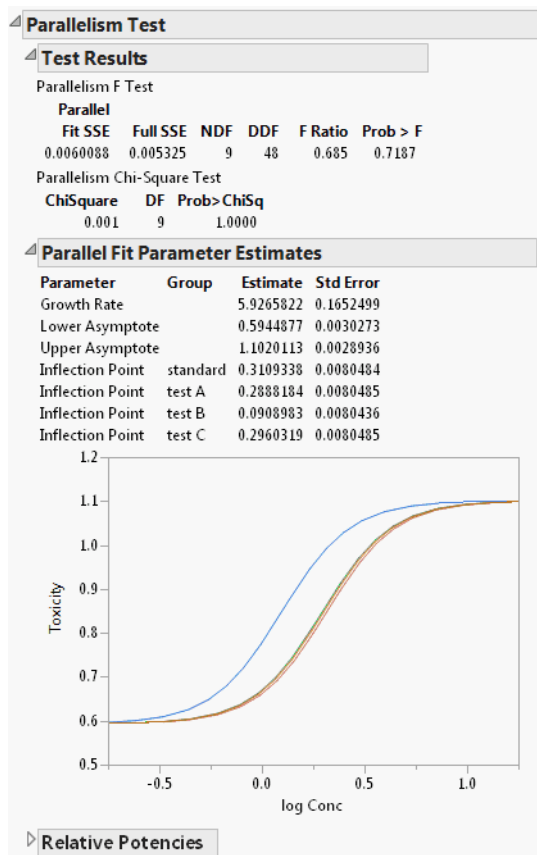 Parallelism Test
Test Results
Parallelism F Test
Parallel
Fit SSE Full SSE NDF DDF F Ratio Prob > F
0.0060088 0.005325 9 48 0.685 0.7187
Parallelism Chi-Square Test
ChiSquare DF Prob>ChiSq
0.001 9 1.0000
Parallel Fit Parameter Estimates
Parameter Group Estimate Std Error
Growth Rate 5.9265822 0.1652499
Lower Asymptote 0.5944877 0.0030273
Upper Asymptote 1.1020113 0.0028936
Inflection Point standard 0.3109338 0.0080484
Inflection Point test A 0.2888184 0.0080485
Inflection Point test B 0.0908983 0.0080436
Inflection Point test C 0.2960319 0.0080485
1.2
1.1
1.0
0.9
0.8
0.7
0.6
0.5
Toxicity
-0.5 0.0 0.5 1.0
log Conc
Relative Potencies